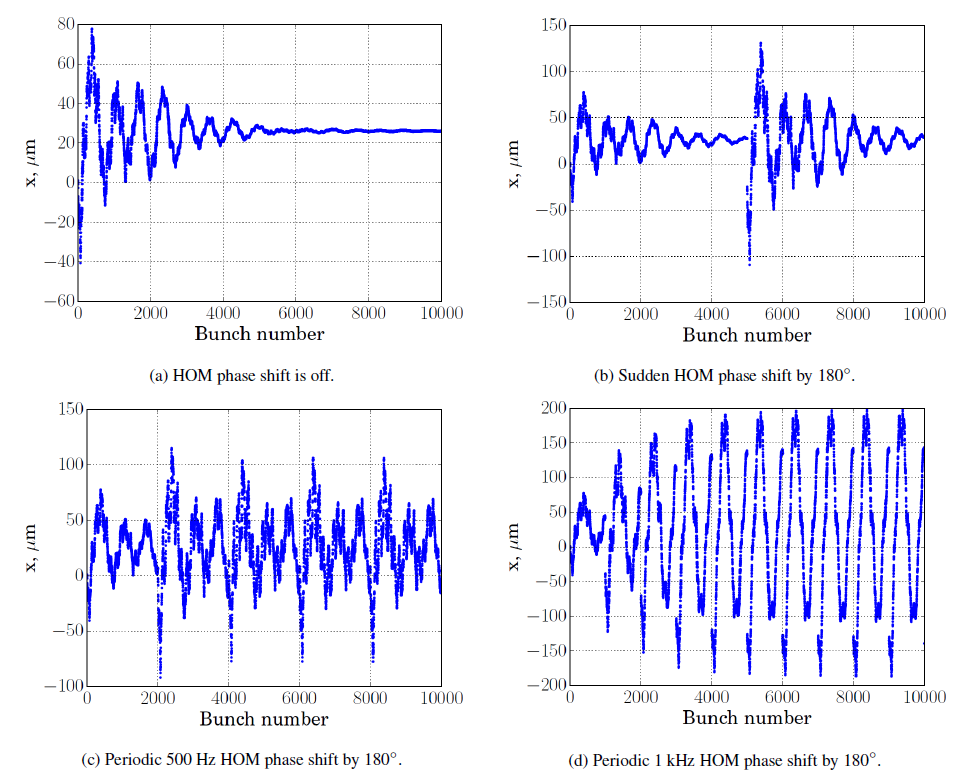 80
60
40
20
0
−20
−40
−60
x, μm
0 2000 4000 6000 8000 10000
Bunch number
(a) HOM phase shift is off.
150
100
50
0
−50
−100
−150
x, μm
0 2000 4000 6000 8000 10000
Bunch number
(b) Sudden HOM phase shift by 180°.
150
100
50
0
−50
−100
x, μm
0 2000 4000 6000 8000 10000
Bunch number
(c) Periodic 500 Hz HOM phase shift by 180°.
200
150
100
50
0
−50
−100
−150
−200
x, μm
0 2000 4000 6000 8000 10000
Bunch number
(d) Periodic 1 kHz HOM phase shift by 180°.